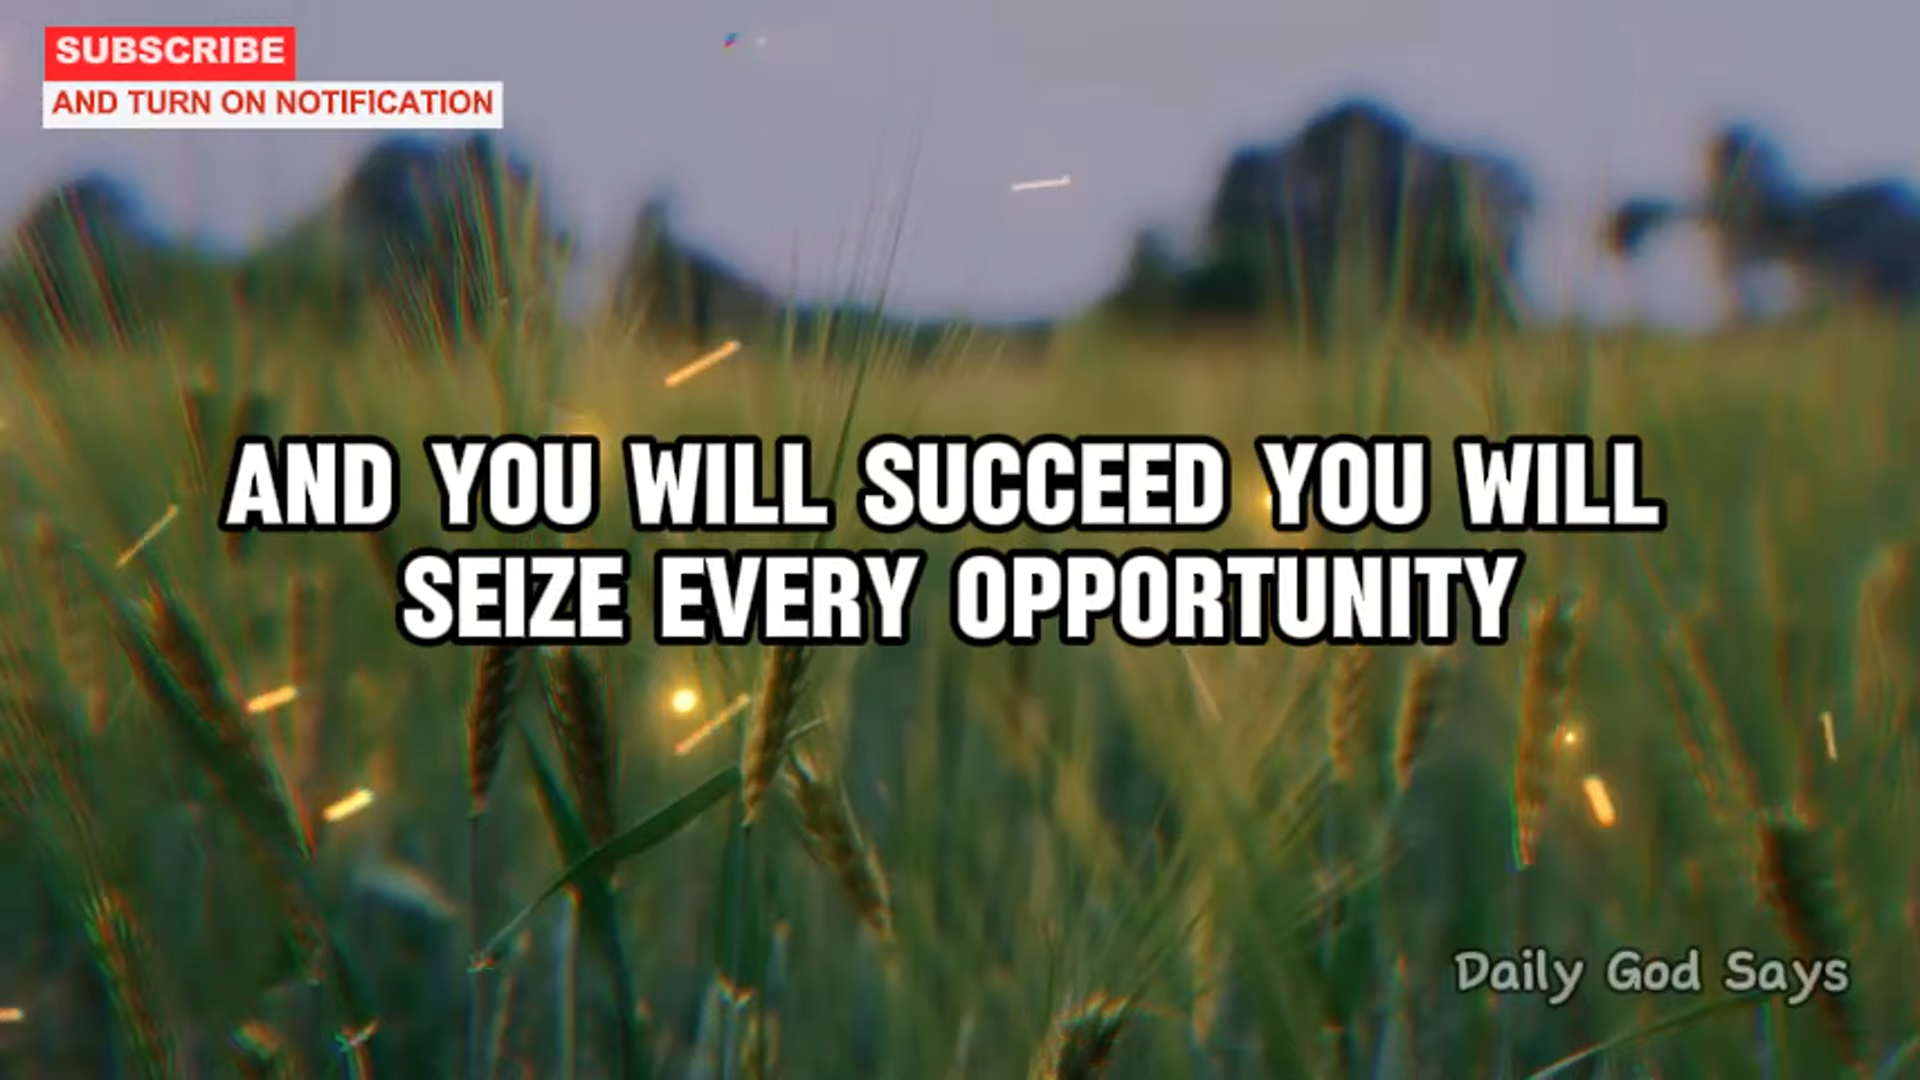 SUBSCRIBE
AND TURN ON NOTIFICATION
AND YOU WILL SUCCEED YOU WILL
SEIZE EVERY OPPORTUNITY
Daily God Says